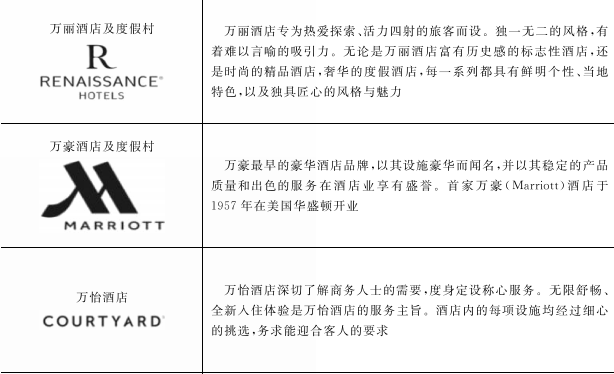 万丽酒店及度假村
R
RENAISSANCE®
HOTELS
万丽酒店专为热爱探索、活力四射的旅客而设。独一无二的风格,有
着难以言喻的吸引力。无论是万丽酒店富有历史感的标志性酒店,还
是时尚的精品酒店,奢华的度假酒店,每一系列都具有鲜明个性、当地
特色,以及独具匠心的风格与魅力
万豪酒店及度假村
MARRIOTT
万豪最早的豪华酒店品牌,以其设施豪华而闻名,并以其稳定的产品
质量和出色的服务在酒店业享有盛誉。首家万豪(Marriott)酒店于
1957 年在美国华盛顿开业
万怡酒店
COURTYARD
万怡酒店深切了解商务人士的需要,度身定设称心服务。无限舒畅、
全新入住体验是万怡酒店的服务主旨。酒店内的每项设施均经过细心
的挑选,务求能迎合客人的要求